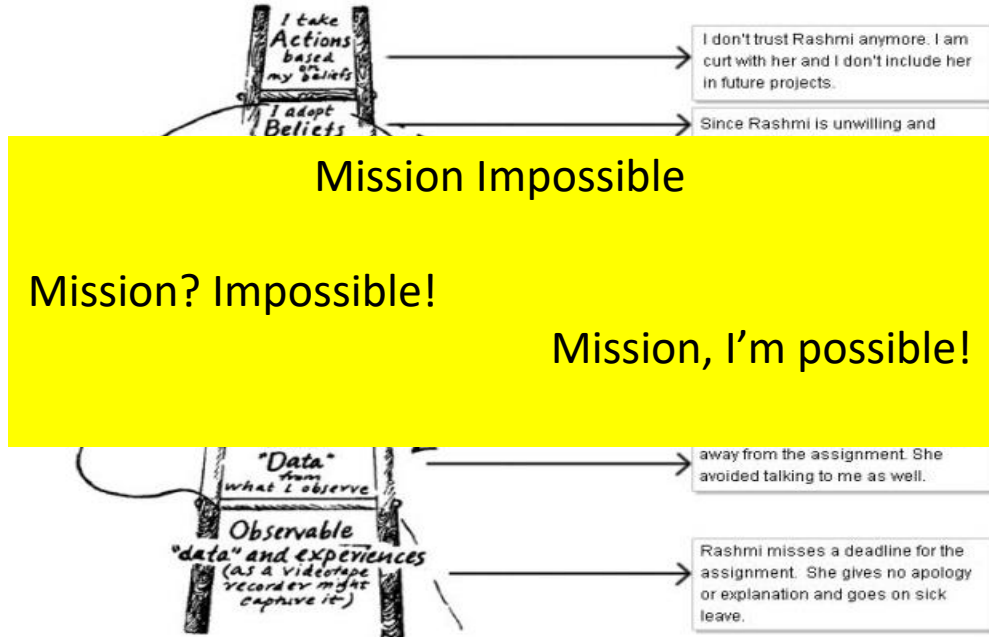 I take
Actions
based
on
my beliefs
I don't trust Rashmi anymore. I am
curt with her and I don't include her
in future projects.
I adopt
Beliefs
Since Rashmi is unwilling and
Mission Impossible
Mission? Impossible!
Mission, I'm possible!
"Data"
from
what I observe
away from the assignment. She
avoided talking to me as well.
Observable
"data" and experiences
(as a videotape
recorder might
capture it)
Rashmi misses a deadline for the
assignment. She gives no apology
or explanation and goes on sick
leave.